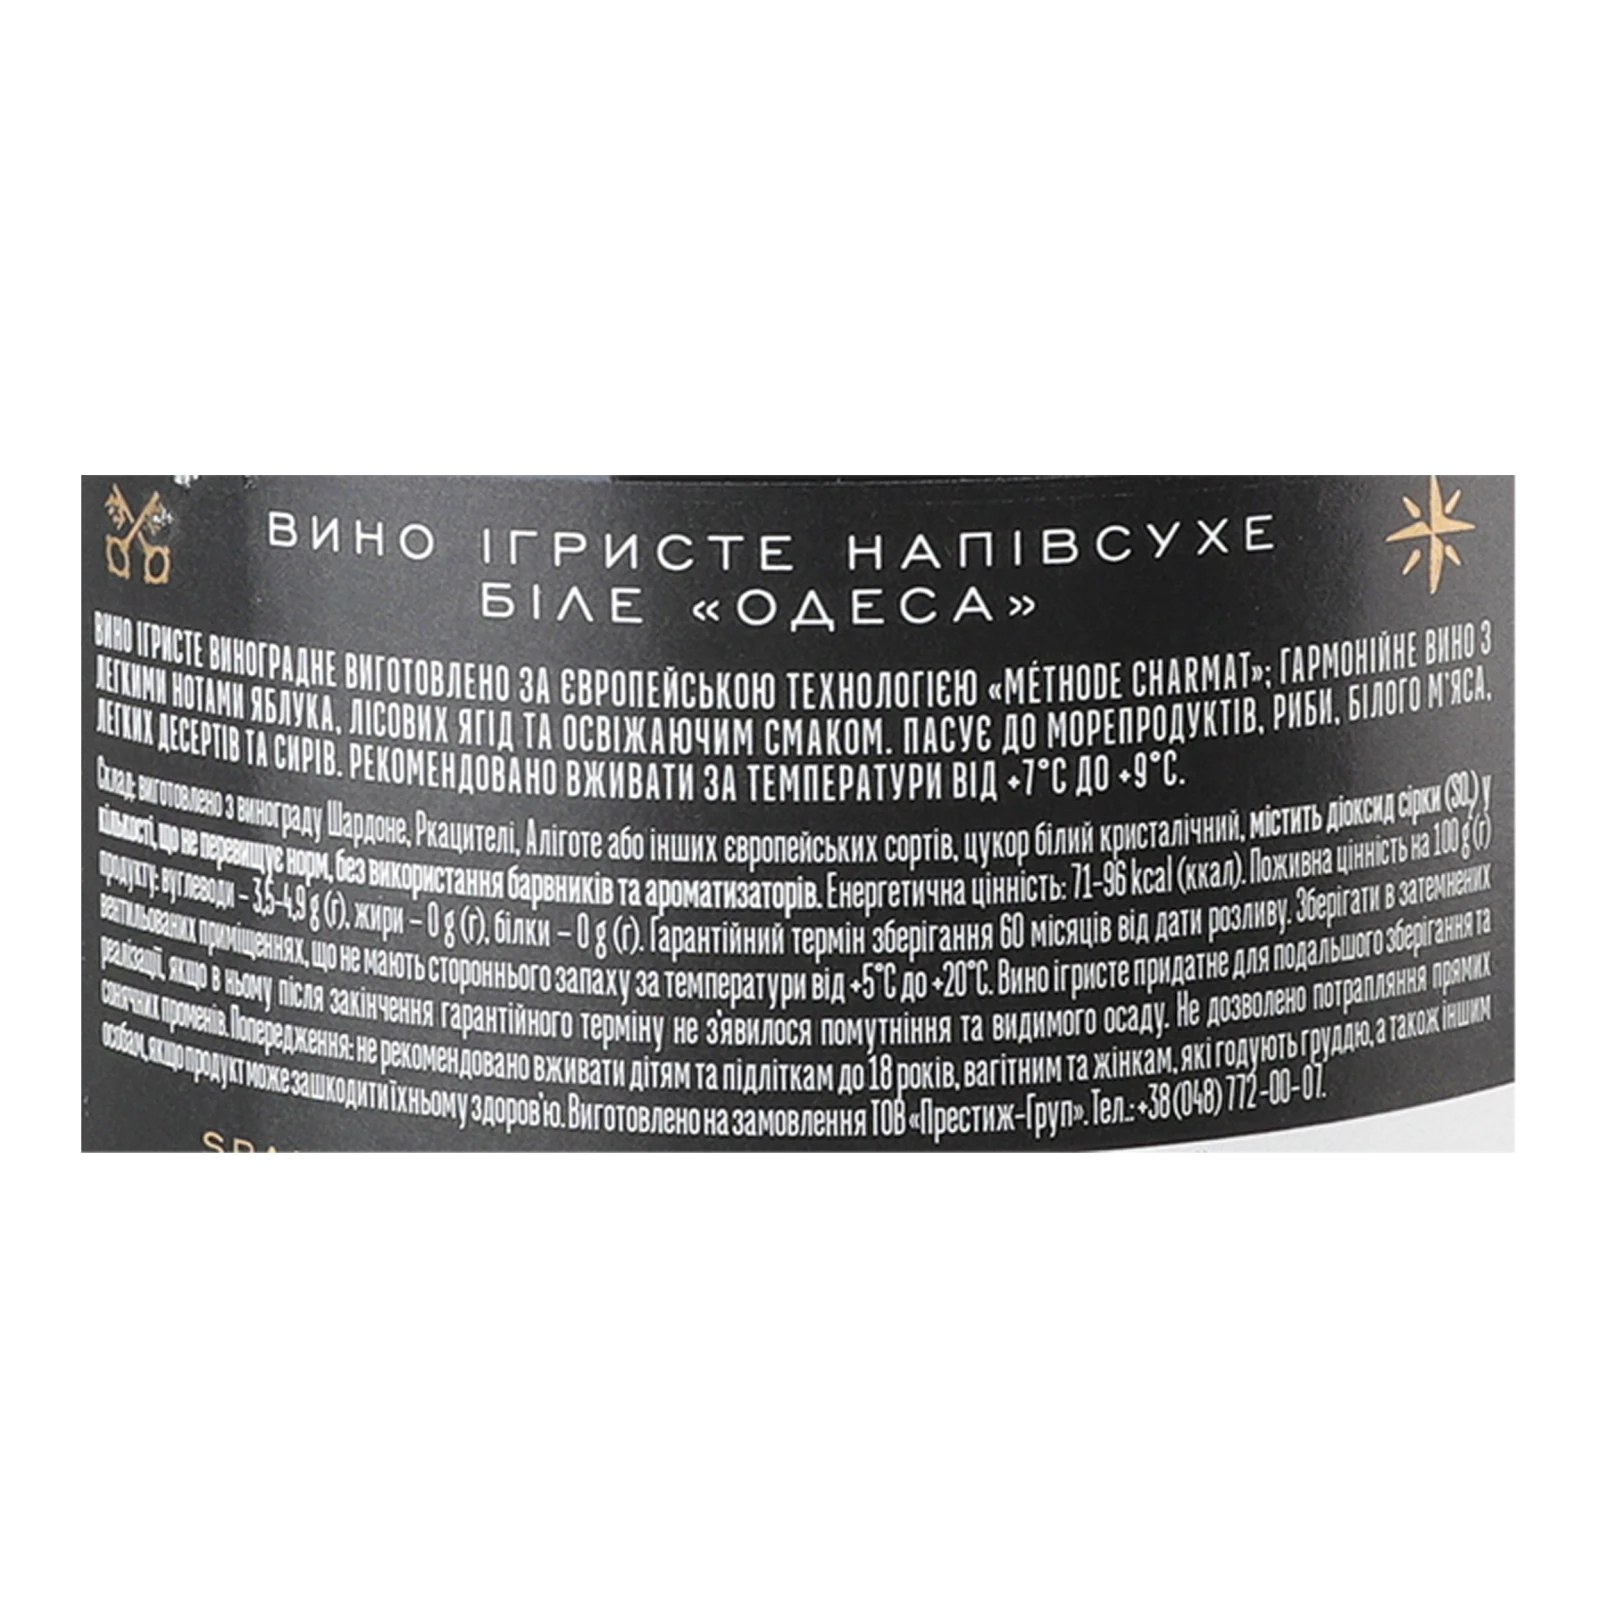 ВИНО ІГРИСТЕ НАПІВСУХЕ
БІЛЕ «ОДЕСА»
ВИНО ІГРИСТЕ ВИНОГРАДНЕ ВИГОТОВЛЕНО ЗА ЄВРОПЕЙСЬКОЮ ТЕХНОЛОГІЄЮ «MÉTHODE CHARMAT»; ГАРМОНІЙНЕ ВИНО З
ЛЕГКИМИ НОТАМИ ЯБЛУКА, ЛІСОВИХ ЯГІД ТА ОСВІЖАЮЧИМ СМАКОМ. ПАСУЄ ДО МОРЕПРОДУКТІВ, РИБИ, БІЛОГО М'ЯСА,
ЛЕГКИХ ДЕСЕРТІВ ТА СИРІВ. РЕКОМЕНДОВАНО ВЖИВАТИ ЗА ТЕМПЕРАТУРИ ВІД +7°С ДО +9°С.
Склад: виготовлено з винограду Шардоне, Ркацителі, Аліготе або інших європейських сортів, цукор білий кристалічний, містить діоксид сірки (SO₂) у
кількості, що не перевищує норм, без використання барвників та ароматизаторів. Енергетична цінність: 71-96 kcal (ккал). Поживна цінність на 100 g (г)
продукту: вуглеводи – 3,5-4,9 g (г), жири – 0 g (г), білки – 0 g (г). Гарантійний термін зберігання 60 місяців від дати розливу. Зберігати в затемнених
вентильованих приміщеннях, що не мають стороннього запаху за температури від +5°С до +20°С. Вино ігристе придатне для подальшого зберігання та
реалізації, якщо в ньому після закінчення гарантійного терміну не з'явилося помутніння та видимого осаду. Не дозволено потрапляння прямих
сонячних променів. Попередження: не рекомендовано вживати дітям та підліткам до 18 років, вагітним та жінкам, які годують груддю, а також іншим
особам, якщо продукт може зашкодити їхньому здоров'ю. Виготовлено на замовлення ТОВ «Престиж-Груп». Тел.: +38 (048) 772-00-07.